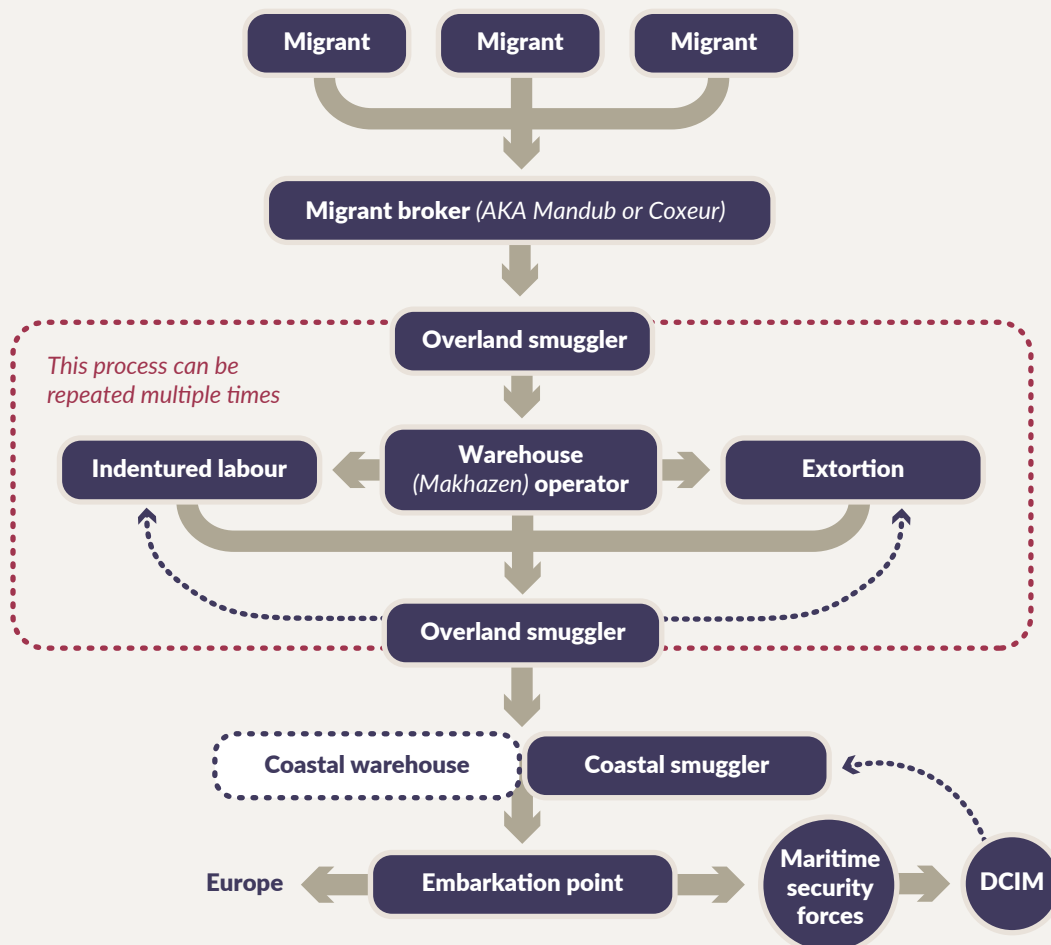 Migrant
Migrant
Migrant
Migrant broker (AKA Mandub or Coxeur)
Overland smuggler
This process can be
repeated multiple times
Indentured labour
Warehouse
(Makhazen) operator
Extortion
Overland smuggler
Coastal warehouse
Coastal smuggler
Europe
Embarkation point
Maritime
security
forces
DCIM